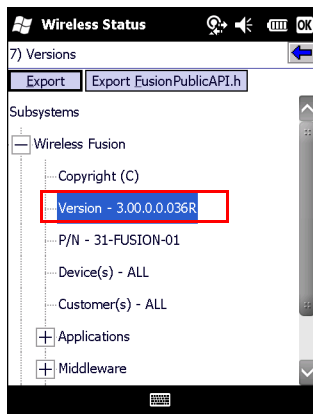 Wireless Status OK
7) Versions
Export Export FusionPublicAPI.h
Subsystems
Wireless Fusion
Copyright (C)
Version - 3.00.0.0.036R
P/N - 31-FUSION-01
Device(s) - ALL
Customer(s) - ALL
Applications
Middleware